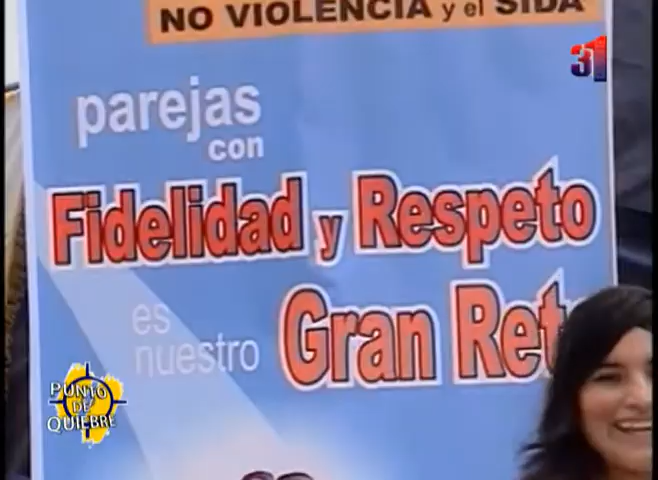 NO VIOLENCIA y el SIDA
31
parejas
con
Fidelidad y Respeto
es
nuestro
Gran Ret
PUNTO
DE
QUIEBRE